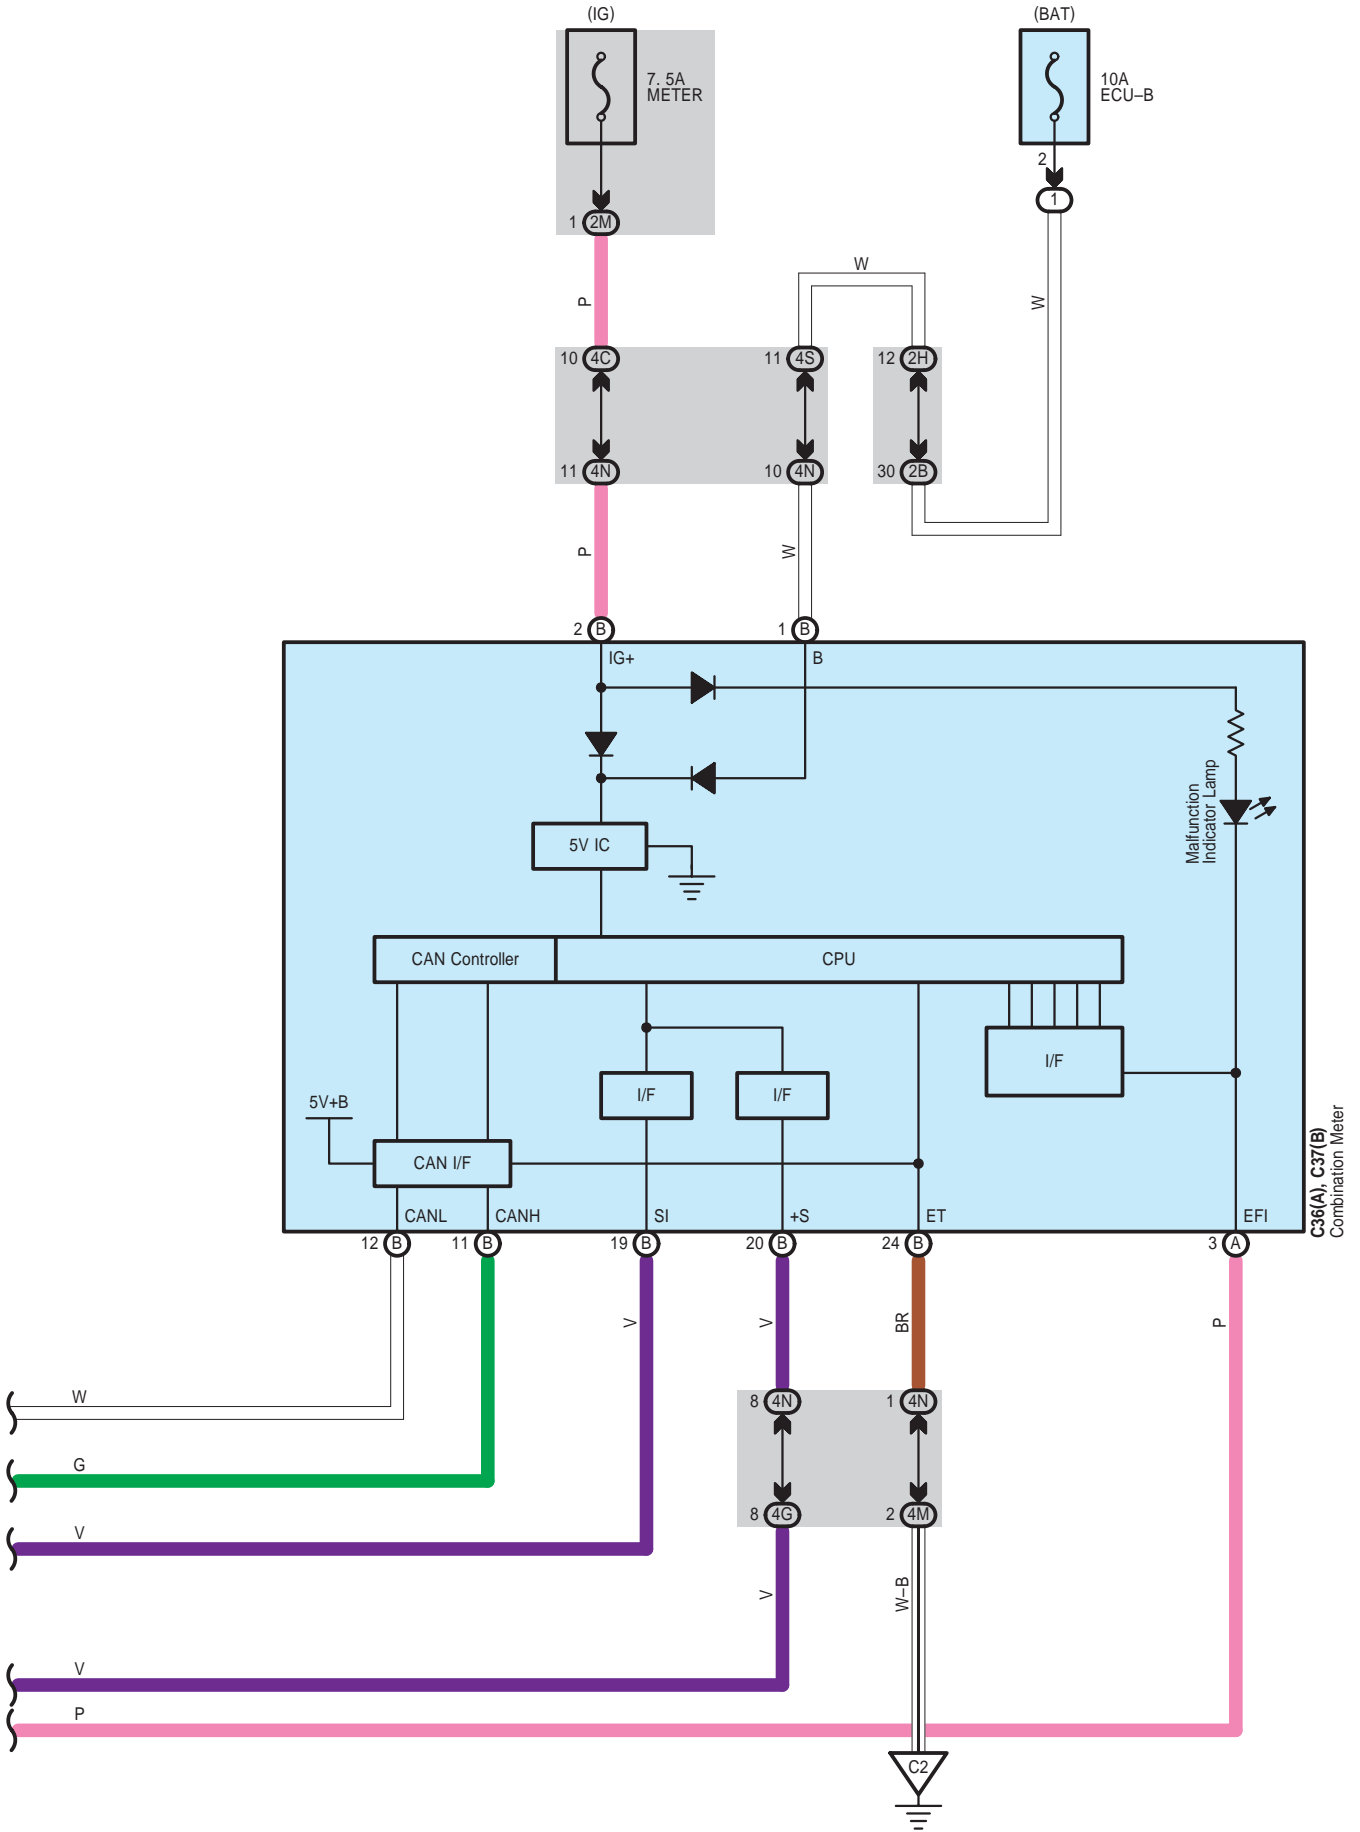 (IG)
(BAT)
7. 5A
METER
10A
ECU–B
2
1
1 2M
W
P
W
10 4C
11 4S
12 2H
11 4N
10 4N
30 2B
P
W
2 B
1 B
IG+
B
Malfunction
Indicator Lamp
5V IC
CAN Controller
CPU
I/F
I/F
I/F
5V+B
CAN I/F
C36(A), C37(B)
Combination Meter
CANL
CANH
SI
+S
ET
EFI
12 B
11 B
19 B
20 B
24 B
3 A
V
V
BR
P
W
8 4N
1 4N
G
8 4G
2 4M
V
V
W–B
V
P
C2